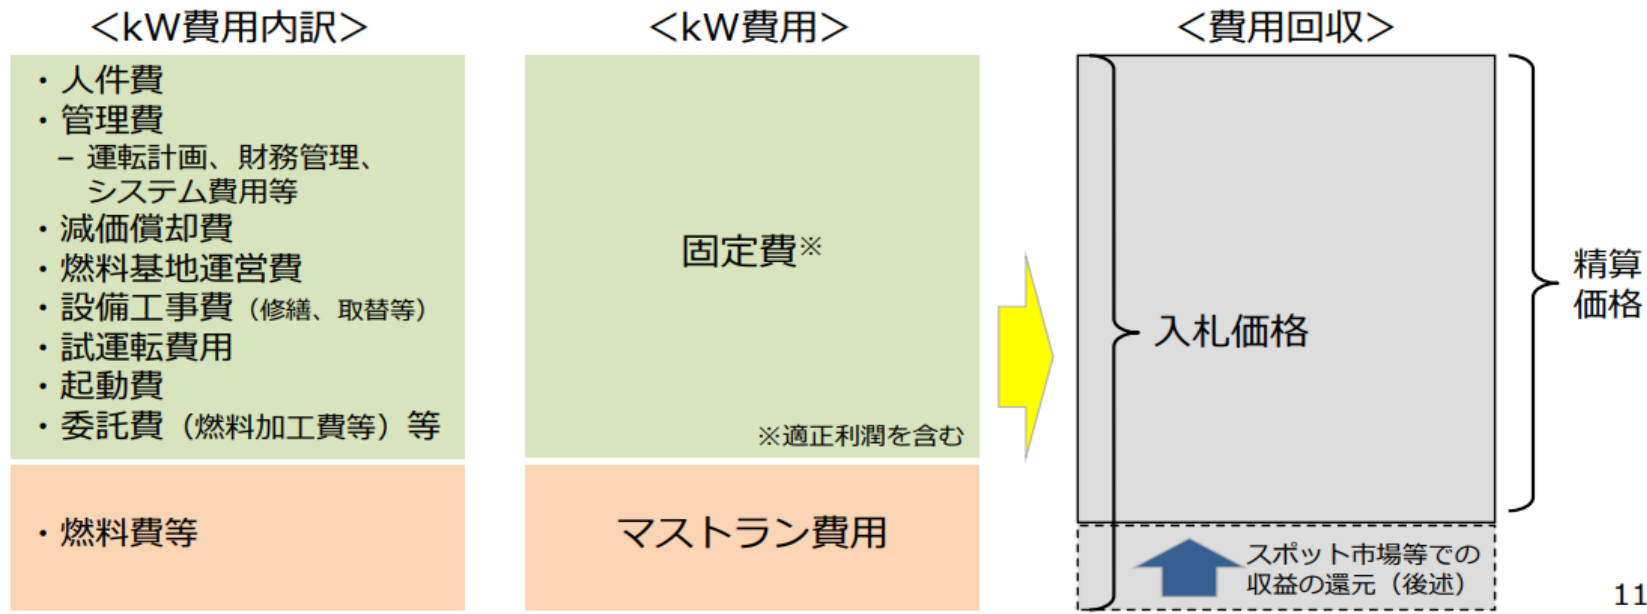 ＜kW費用内訳＞
・人件費
・管理費
– 運転計画、財務管理、
システム費用等
・減価償却費
・燃料基地運営費
・設備工事費（修繕、取替等）
・試運転費用
・起動費
・委託費（燃料加工費等）等
・燃料費等
＜kW費用＞
固定費※
※適正利潤を含む
マストラン費用
＜費用回収＞
入札価格
スポット市場等での
収益の還元（後述）
精算
価格
11